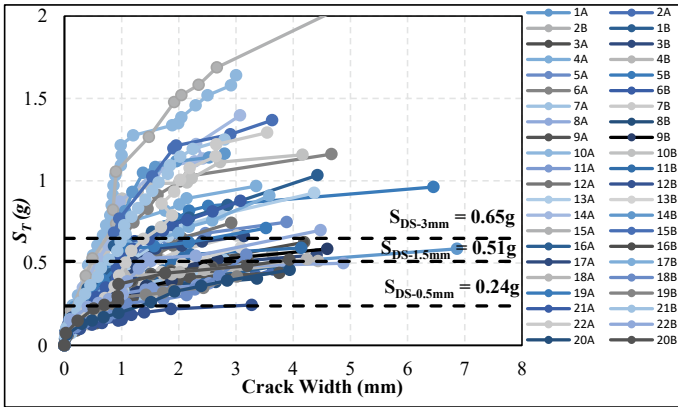 2
1.5
1
0.5
0
S_T (g)
0 1 2 3 4 5 6 7 8
Crack Width (mm)
S_DS-3mm = 0.65g
S_DS-1.5mm = 0.51g
S_DS-0.5mm = 0.24g
1A 2A
2B 1B
3A 3B
4A 4B
5A 5B
6A 6B
7A 7B
8A 8B
9A 9B
10A 10B
11A 11B
12A 12B
13A 13B
14A 14B
15A 15B
16A 16B
17A 17B
18A 18B
19A 19B
21A 21B
22A 22B
20A 20B